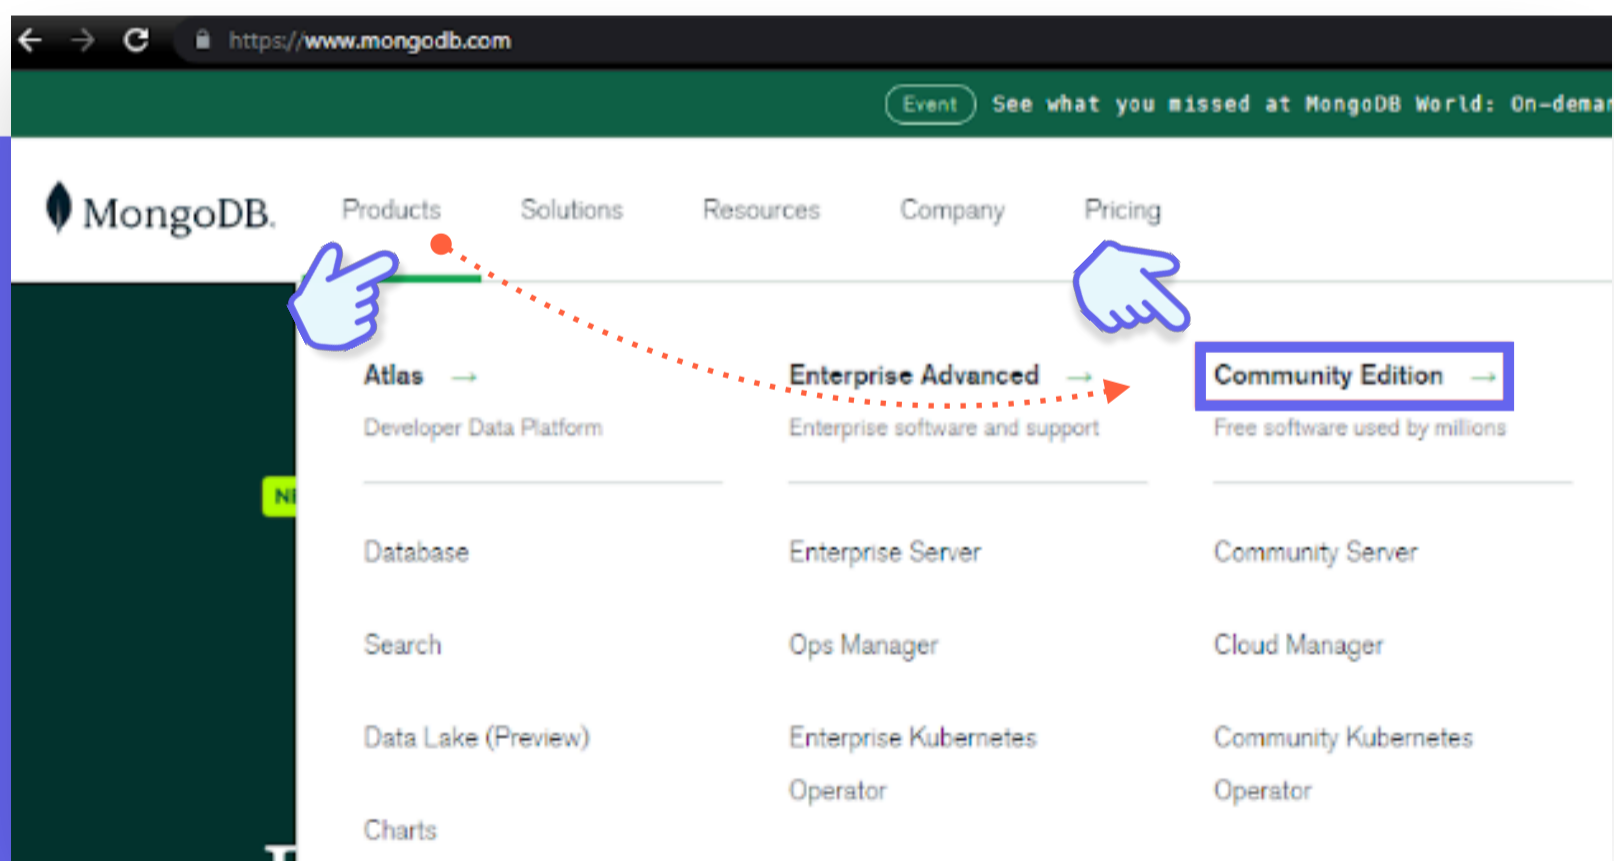 https://www.mongodb.com
Event See what you missed at MongoDB World: On-deman
MongoDB. Products Solutions Resources Company Pricing
Atlas → Enterprise Advanced → Community Edition →
Developer Data Platform Enterprise software and support Free software used by millions
Database Enterprise Server Community Server
Search Ops Manager Cloud Manager
Data Lake (Preview) Enterprise Kubernetes Community Kubernetes
Operator Operator
Charts